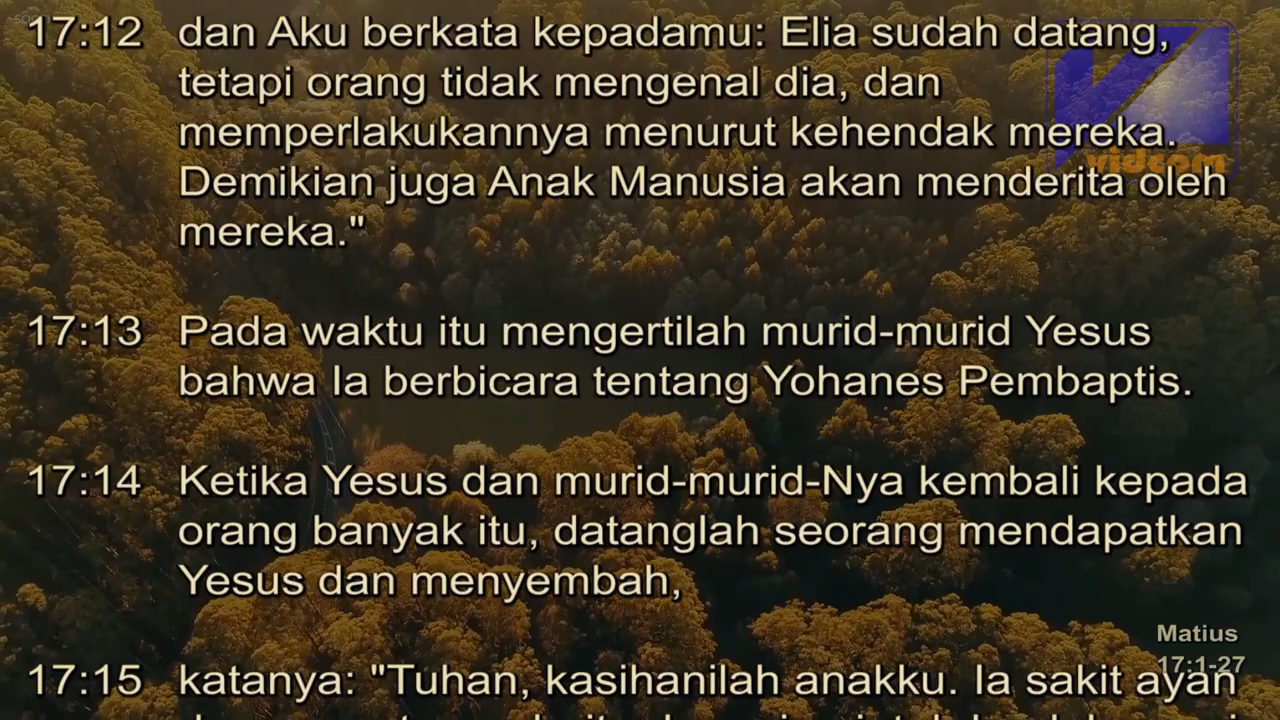 17:12 dan Aku berkata kepadamu: Elia sudah datang,
tetapi orang tidak mengenal dia, dan
memperlakukannya menurut kehendak mereka.
Demikian juga Anak Manusia akan menderita oleh
mereka."
vidcom
17:13 Pada waktu itu mengertilah murid-murid Yesus
bahwa Ia berbicara tentang Yohanes Pembaptis.
17:14 Ketika Yesus dan murid-murid-Nya kembali kepada
orang banyak itu, datanglah seorang mendapatkan
Yesus dan menyembah,
17:15 katanya: "Tuhan, kasihanilah anakku. Ia sakit ayan
Matius
17:1-27